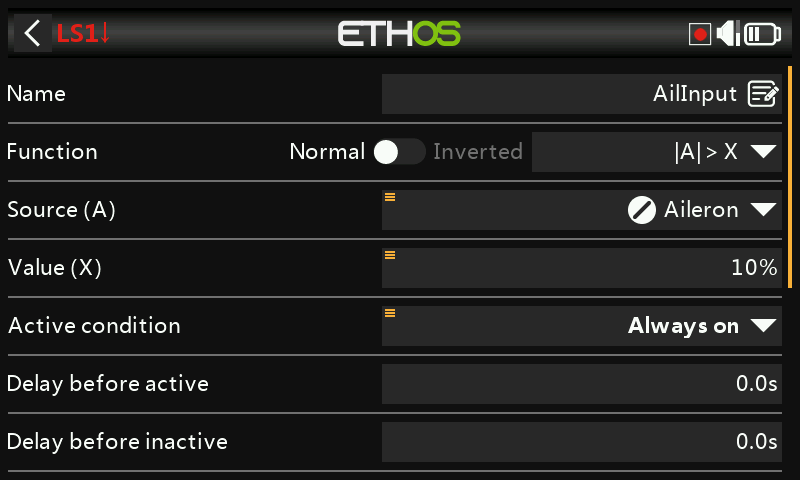 LS1↓ ETHOS
Name AilInput
Function Normal Inverted |A| > X
Source (A) Aileron
Value (X) 10%
Active condition Always on
Delay before active 0.0s
Delay before inactive 0.0s